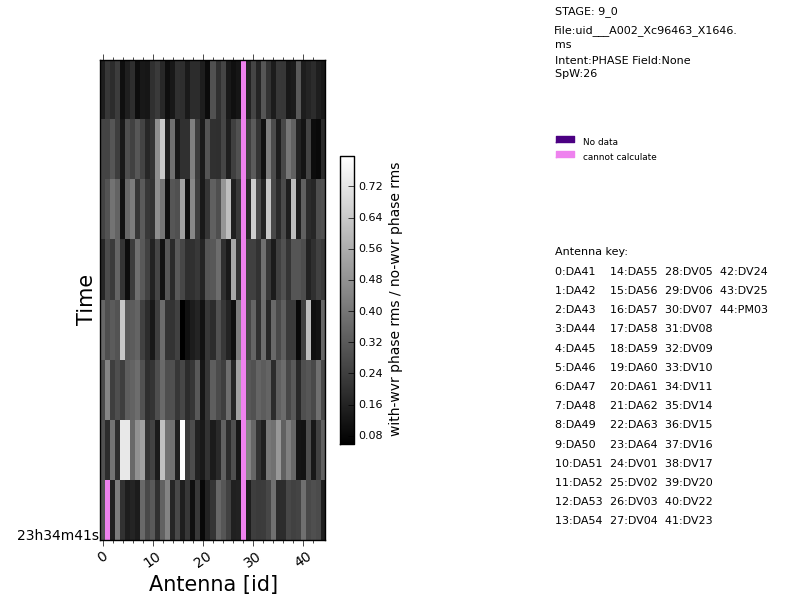 STAGE: 9_0
File:uid___A002_Xc96463_X1646.
ms
Intent:PHASE Field:None
SpW:26
No data
cannot calculate
Antenna key:
0:DA41 14:DA55 28:DV05 42:DV24
1:DA42 15:DA56 29:DV06 43:DV25
2:DA43 16:DA57 30:DV07 44:PM03
3:DA44 17:DA58 31:DV08
4:DA45 18:DA59 32:DV09
5:DA46 19:DA60 33:DV10
6:DA47 20:DA61 34:DV11
7:DA48 21:DA62 35:DV14
8:DA49 22:DA63 36:DV15
9:DA50 23:DA64 37:DV16
10:DA51 24:DV01 38:DV17
11:DA52 25:DV02 39:DV20
12:DA53 26:DV03 40:DV22
13:DA54 27:DV04 41:DV23
Time
23h34m41s
0 10 20 30 40
Antenna [id]
0.72
0.64
0.56
0.48
0.40
0.32
0.24
0.16
0.08
with-wvr phase rms / no-wvr phase rms